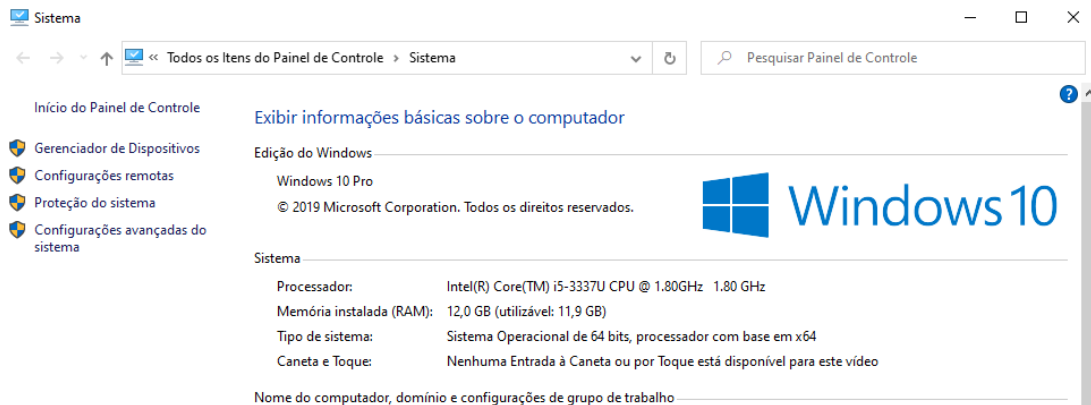 Sistema
« Todos os Itens do Painel de Controle > Sistema
Pesquisar Painel de Controle
Início do Painel de Controle
Gerenciador de Dispositivos
Configurações remotas
Proteção do sistema
Configurações avançadas do
sistema
?
Exibir informações básicas sobre o computador
Edição do Windows
Windows 10 Pro
© 2019 Microsoft Corporation. Todos os direitos reservados.
Windows 10
Sistema
Processador: Intel(R) Core(TM) i5-3337U CPU @ 1.80GHz 1.80 GHz
Memória instalada (RAM): 12,0 GB (utilizável: 11,9 GB)
Tipo de sistema: Sistema Operacional de 64 bits, processador com base em x64
Caneta e Toque: Nenhuma Entrada à Caneta ou por Toque está disponível para este vídeo
Nome do computador, domínio e configurações de grupo de trabalho